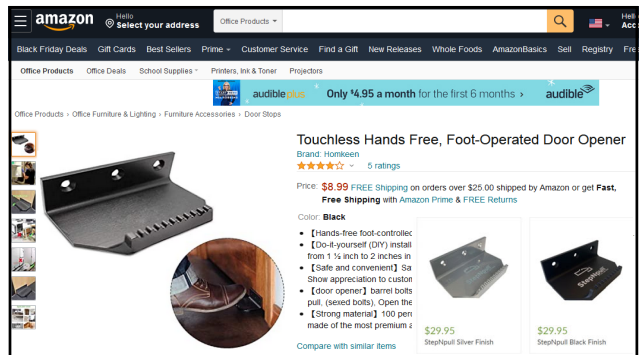 amazon
Hello
Select your address
Office Products
Hell
Acc
Black Friday Deals Gift Cards Best Sellers Prime Customer Service Find a Gift New Releases Whole Foods AmazonBasics Sell Registry Fre
Office Products Office Deals School Supplies Printers, Ink & Toner Projectors
audible plus Only $4.95 a month for the first 6 months › audible
Office Products › Office Furniture & Lighting › Furniture Accessories › Door Stops
Touchless Hands Free, Foot-Operated Door Opener
Brand: Homkeen
5 ratings
Price: $8.99 FREE Shipping on orders over $25.00 shipped by Amazon or get Fast,
Free Shipping with Amazon Prime & FREE Returns
Color: Black
• 【Hands-free foot-controllec
• 【Do-it-yourself (DIY) install
from 1 ½ inch to 2 inches in
• 【Safe and convenient】 Sa
Show appreciation to custon
• 【door opener】 barrel bolts
pull, (sexed bolts), Open the
• 【Strong material】 100 perc
made of the most premium a
Compare with similar items
$29.95
StepNpull Silver Finish
StepNpull
$29.95
StepNpull Black Finish